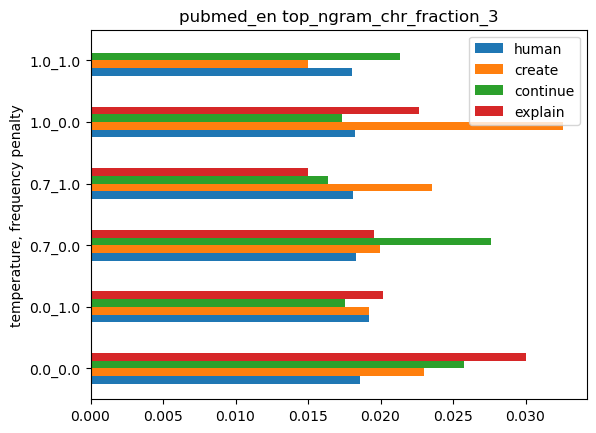 pubmed_en top_ngram_chr_fraction_3
human
create
continue
explain
temperature, frequency penalty
1.0_1.0
1.0_0.0
0.7_1.0
0.7_0.0
0.0_1.0
0.0_0.0
0.000 0.005 0.010 0.015 0.020 0.025 0.030